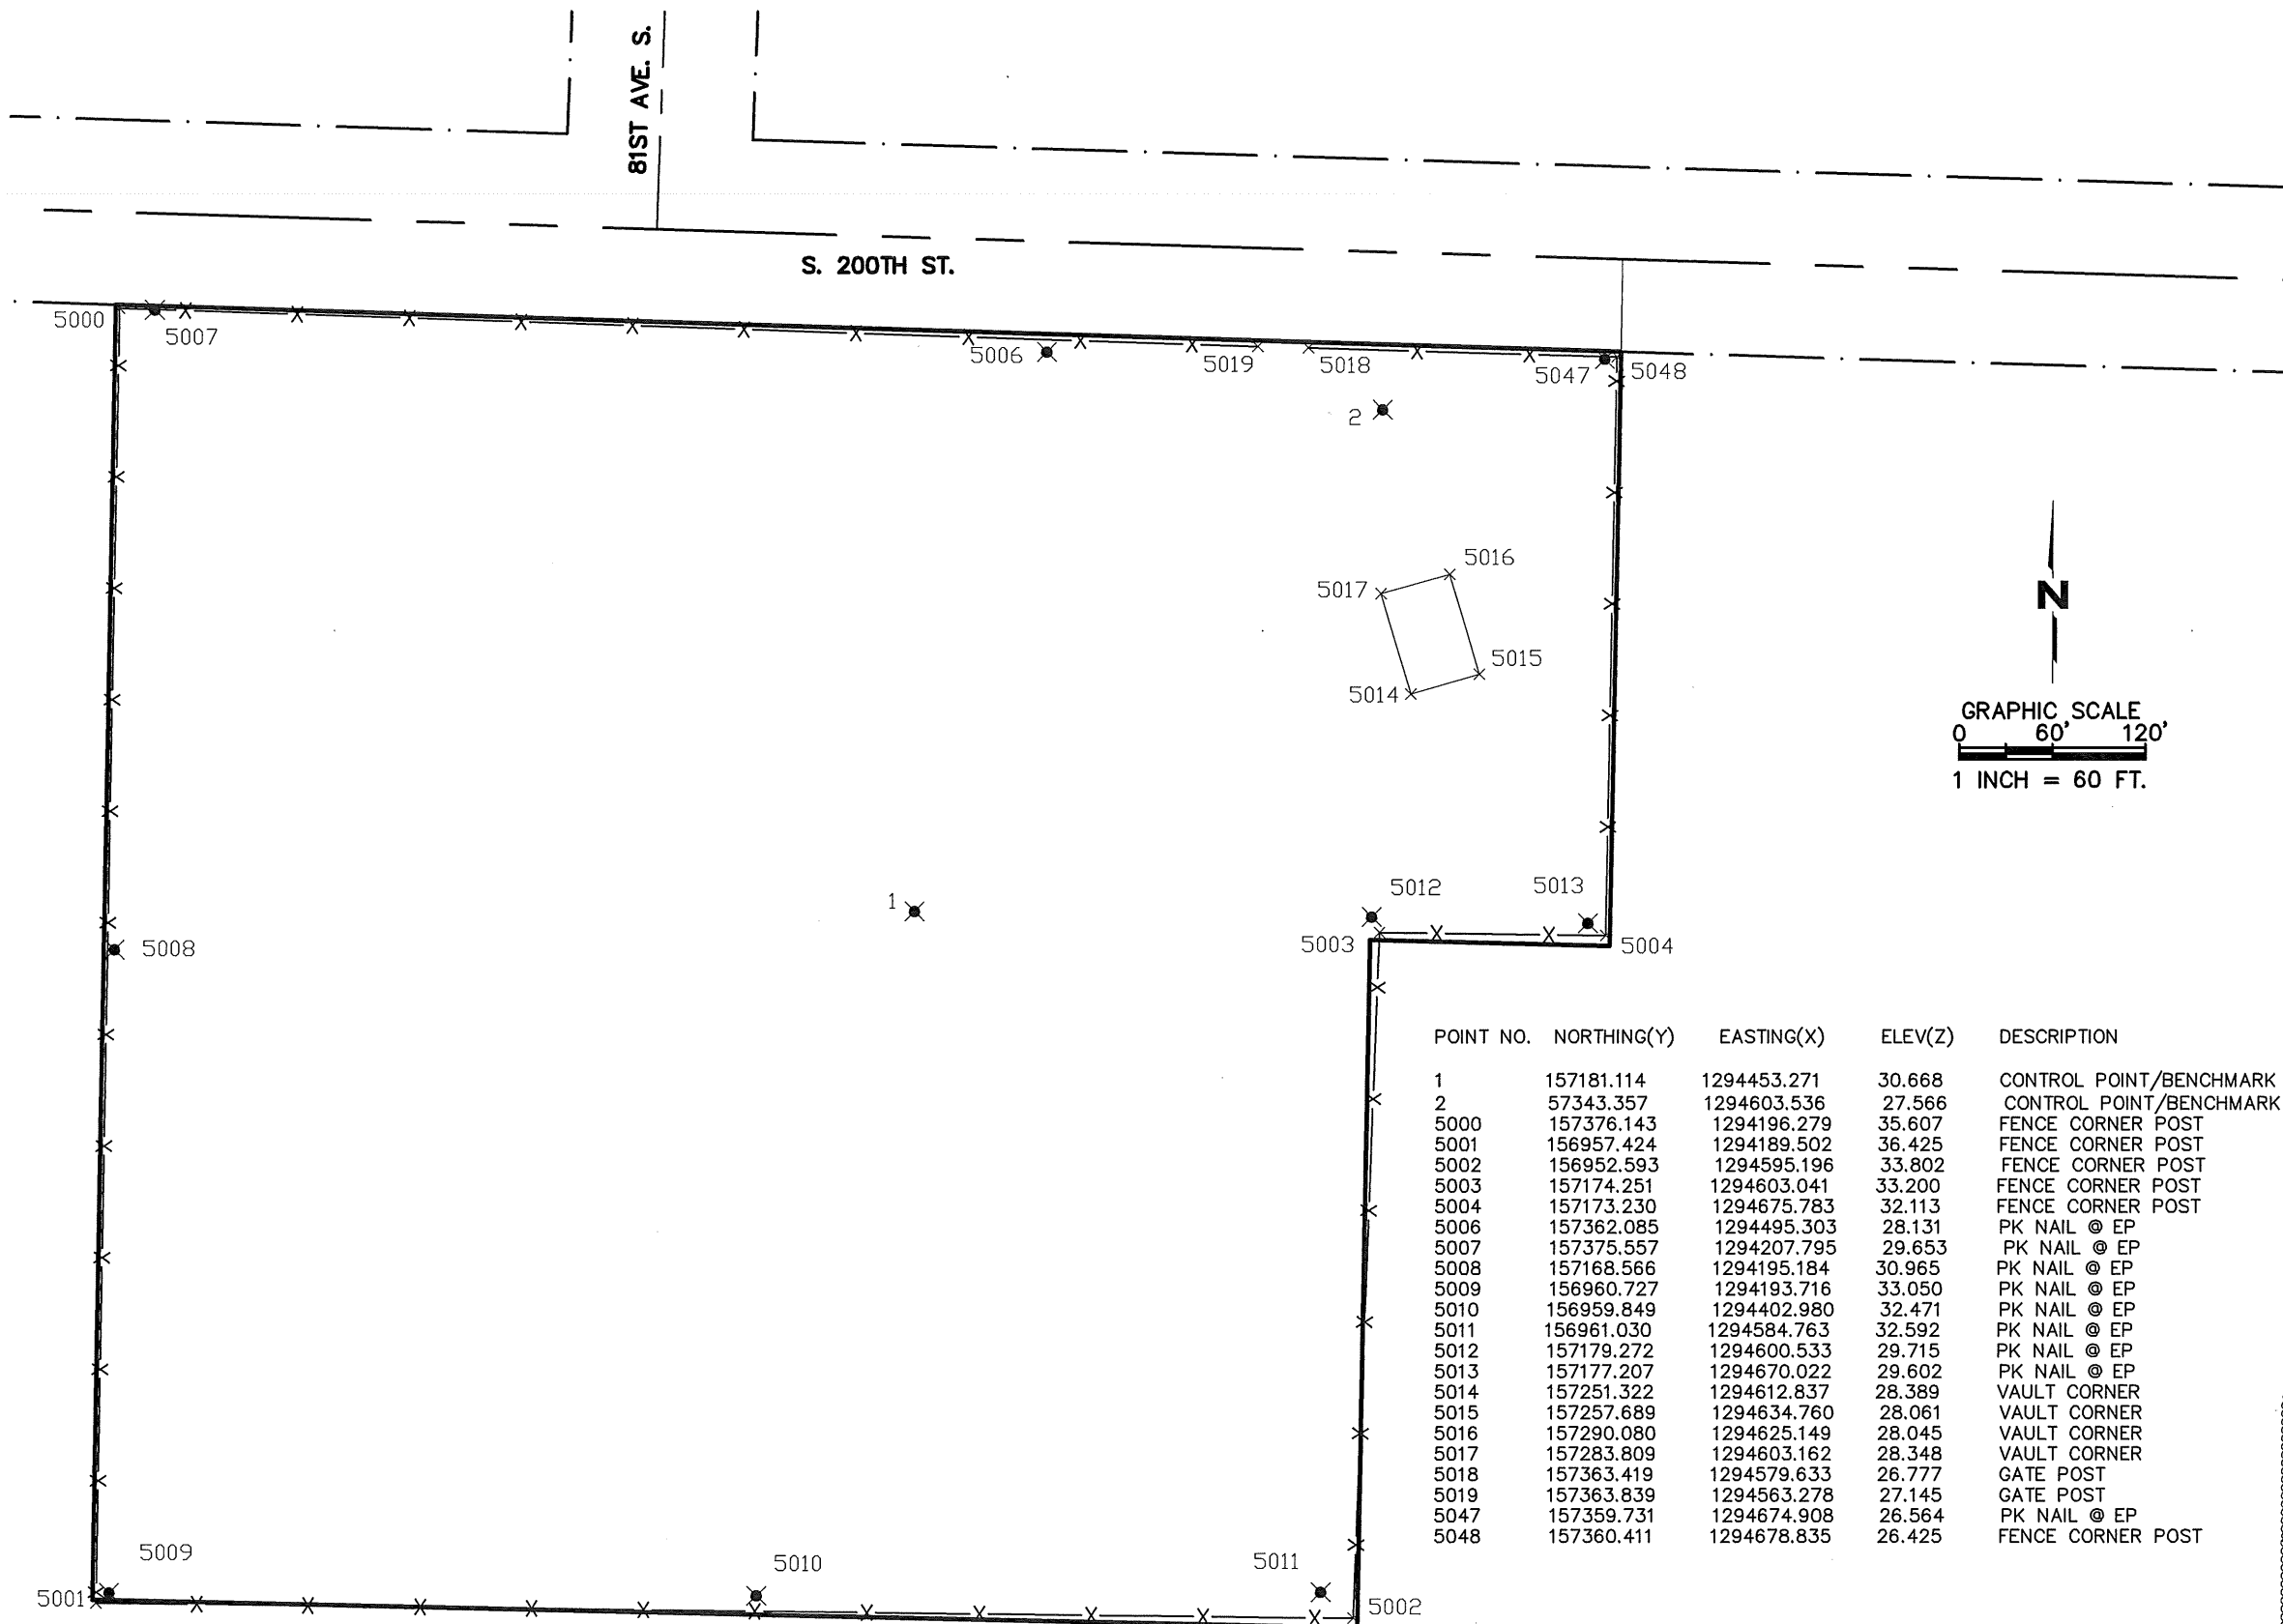 81ST AVE. S.
S. 200TH ST.
5000
5007
5006
5019
5018
5047
5048
2
5016
5017
5015
5014
N
GRAPHIC SCALE
0 60' 120'
1 INCH = 60 FT.
1
5012
5013
5008
5003
5004
POINT NO. NORTHING(Y) EASTING(X) ELEV(Z) DESCRIPTION
1 157181.114 1294453.271 30.668 CONTROL POINT/BENCHMARK
2 57343.357 1294603.536 27.566 CONTROL POINT/BENCHMARK
5000 157376.143 1294196.279 35.607 FENCE CORNER POST
5001 156957.424 1294189.502 36.425 FENCE CORNER POST
5002 156952.593 1294595.196 33.802 FENCE CORNER POST
5003 157174.251 1294603.041 33.200 FENCE CORNER POST
5004 157173.230 1294675.783 32.113 FENCE CORNER POST
5006 157362.085 1294495.303 28.131 PK NAIL @ EP
5007 157375.557 1294207.795 29.653 PK NAIL @ EP
5008 157168.566 1294195.184 30.965 PK NAIL @ EP
5009 156960.727 1294193.716 33.050 PK NAIL @ EP
5010 156959.849 1294402.980 32.471 PK NAIL @ EP
5011 156961.030 1294584.763 32.592 PK NAIL @ EP
5012 157179.272 1294600.533 29.715 PK NAIL @ EP
5013 157177.207 1294670.022 29.602 PK NAIL @ EP
5014 157251.322 1294612.837 28.389 VAULT CORNER
5015 157257.689 1294634.760 28.061 VAULT CORNER
5016 157290.080 1294625.149 28.045 VAULT CORNER
5017 157283.809 1294603.162 28.348 VAULT CORNER
5018 157363.419 1294579.633 26.777 GATE POST
5019 157363.839 1294563.278 27.145 GATE POST
5047 157359.731 1294674.908 26.564 PK NAIL @ EP
5048 157360.411 1294678.835 26.425 FENCE CORNER POST
5009
5010
5011
5001
5002